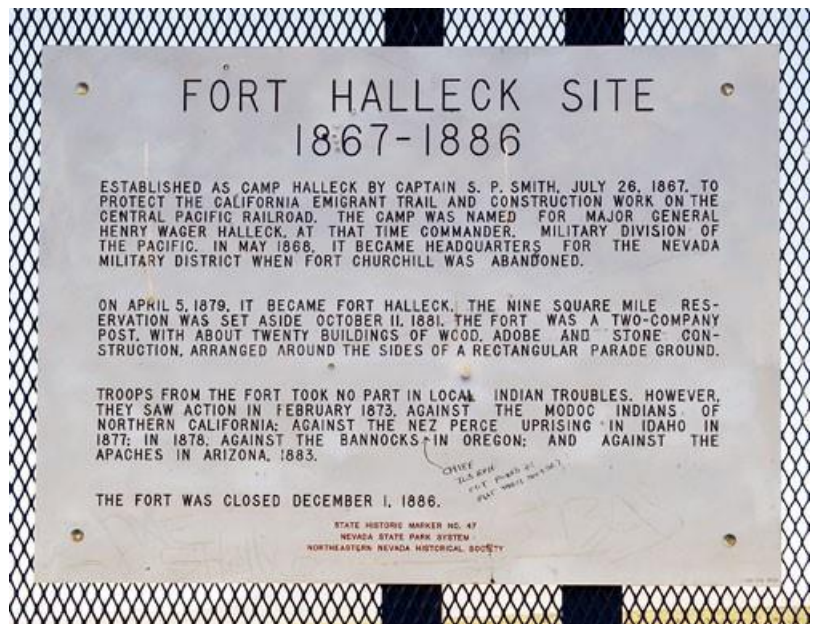 FORT HALLECK SITE
1867-1886
ESTABLISHED AS CAMP HALLECK BY CAPTAIN S. P. SMITH, JULY 26, 1867, TO
PROTECT THE CALIFORNIA EMIGRANT TRAIL AND CONSTRUCTION WORK ON THE
CENTRAL PACIFIC RAILROAD. THE CAMP WAS NAMED FOR MAJOR GENERAL
HENRY WAGER HALLECK, AT THAT TIME COMMANDER, MILITARY DIVISION OF
THE PACIFIC. IN MAY 1868, IT BECAME HEADQUARTERS FOR THE NEVADA
MILITARY DISTRICT WHEN FORT CHURCHILL WAS ABANDONED.
ON APRIL 5, 1879, IT BECAME FORT HALLECK. THE NINE SQUARE MILE RES-
ERVATION WAS SET ASIDE OCTOBER 11, 1881. THE FORT WAS A TWO-COMPANY
POST, WITH ABOUT TWENTY BUILDINGS OF WOOD, ADOBE AND STONE CON-
STRUCTION, ARRANGED AROUND THE SIDES OF A RECTANGULAR PARADE GROUND.
TROOPS FROM THE FORT TOOK NO PART IN LOCAL INDIAN TROUBLES. HOWEVER,
THEY SAW ACTION IN FEBRUARY 1873, AGAINST THE MODOC INDIANS OF
NORTHERN CALIFORNIA; AGAINST THE NEZ PERCE UPRISING IN IDAHO IN
1877; IN 1878, AGAINST THE BANNOCKS IN OREGON; AND AGAINST THE
APACHES IN ARIZONA, 1883.
CHIEF
THE FORT WAS CLOSED DECEMBER 1, 1886.
STATE HISTORIC MARKER NO. 47
NEVADA STATE PARK SYSTEM
NORTHEASTERN NEVADA HISTORICAL SOCIETY